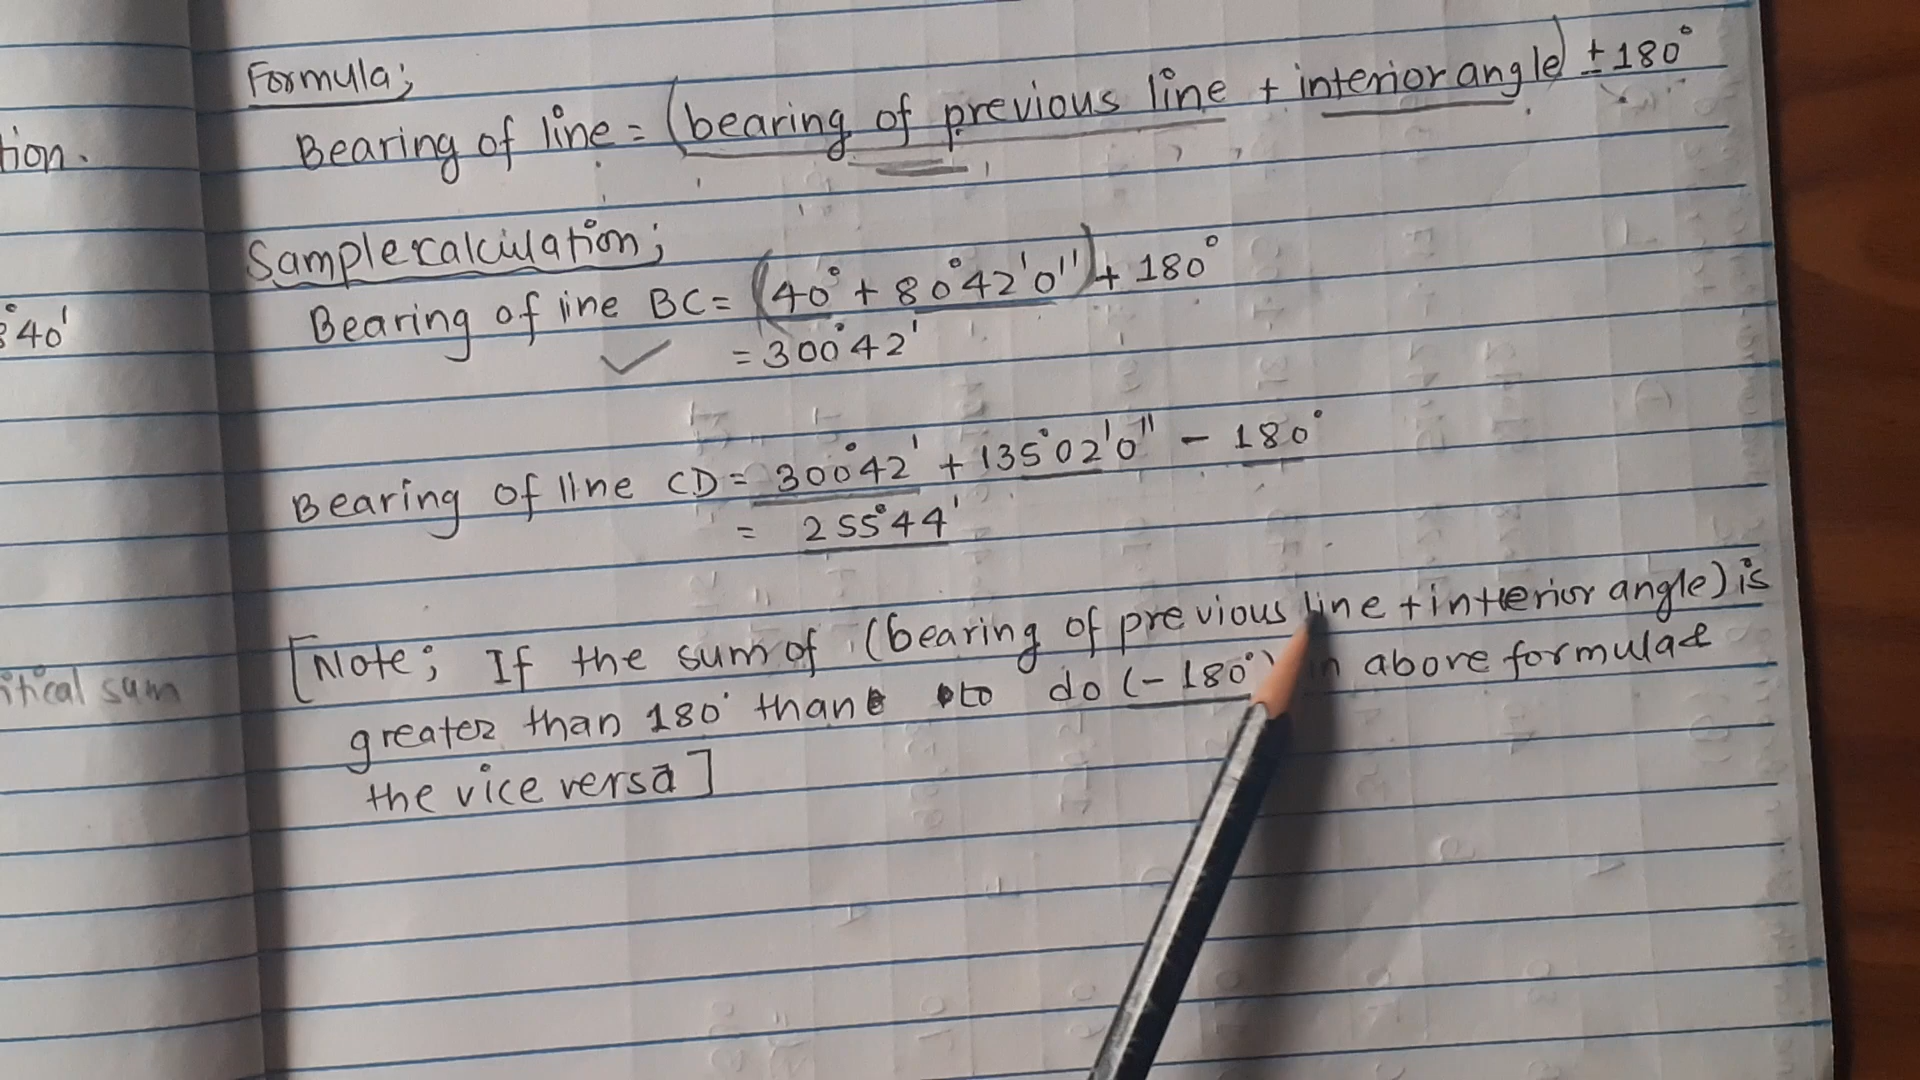 Formula;
Bearing of line = (bearing of previous line + interior angle) ± 180°
tion.
Sample calculation;
Bearing of line BC = (40° + 80°42'0") + 180°
= 300°42'
40'
Bearing of line CD = 300°42' + 135°02'0" - 180°
= 255°44'
[Note; If the sum of (bearing of previous line + interior angle) is
greater than 180° than to do (-180°) in above formula &
the vice versa]
itical sum